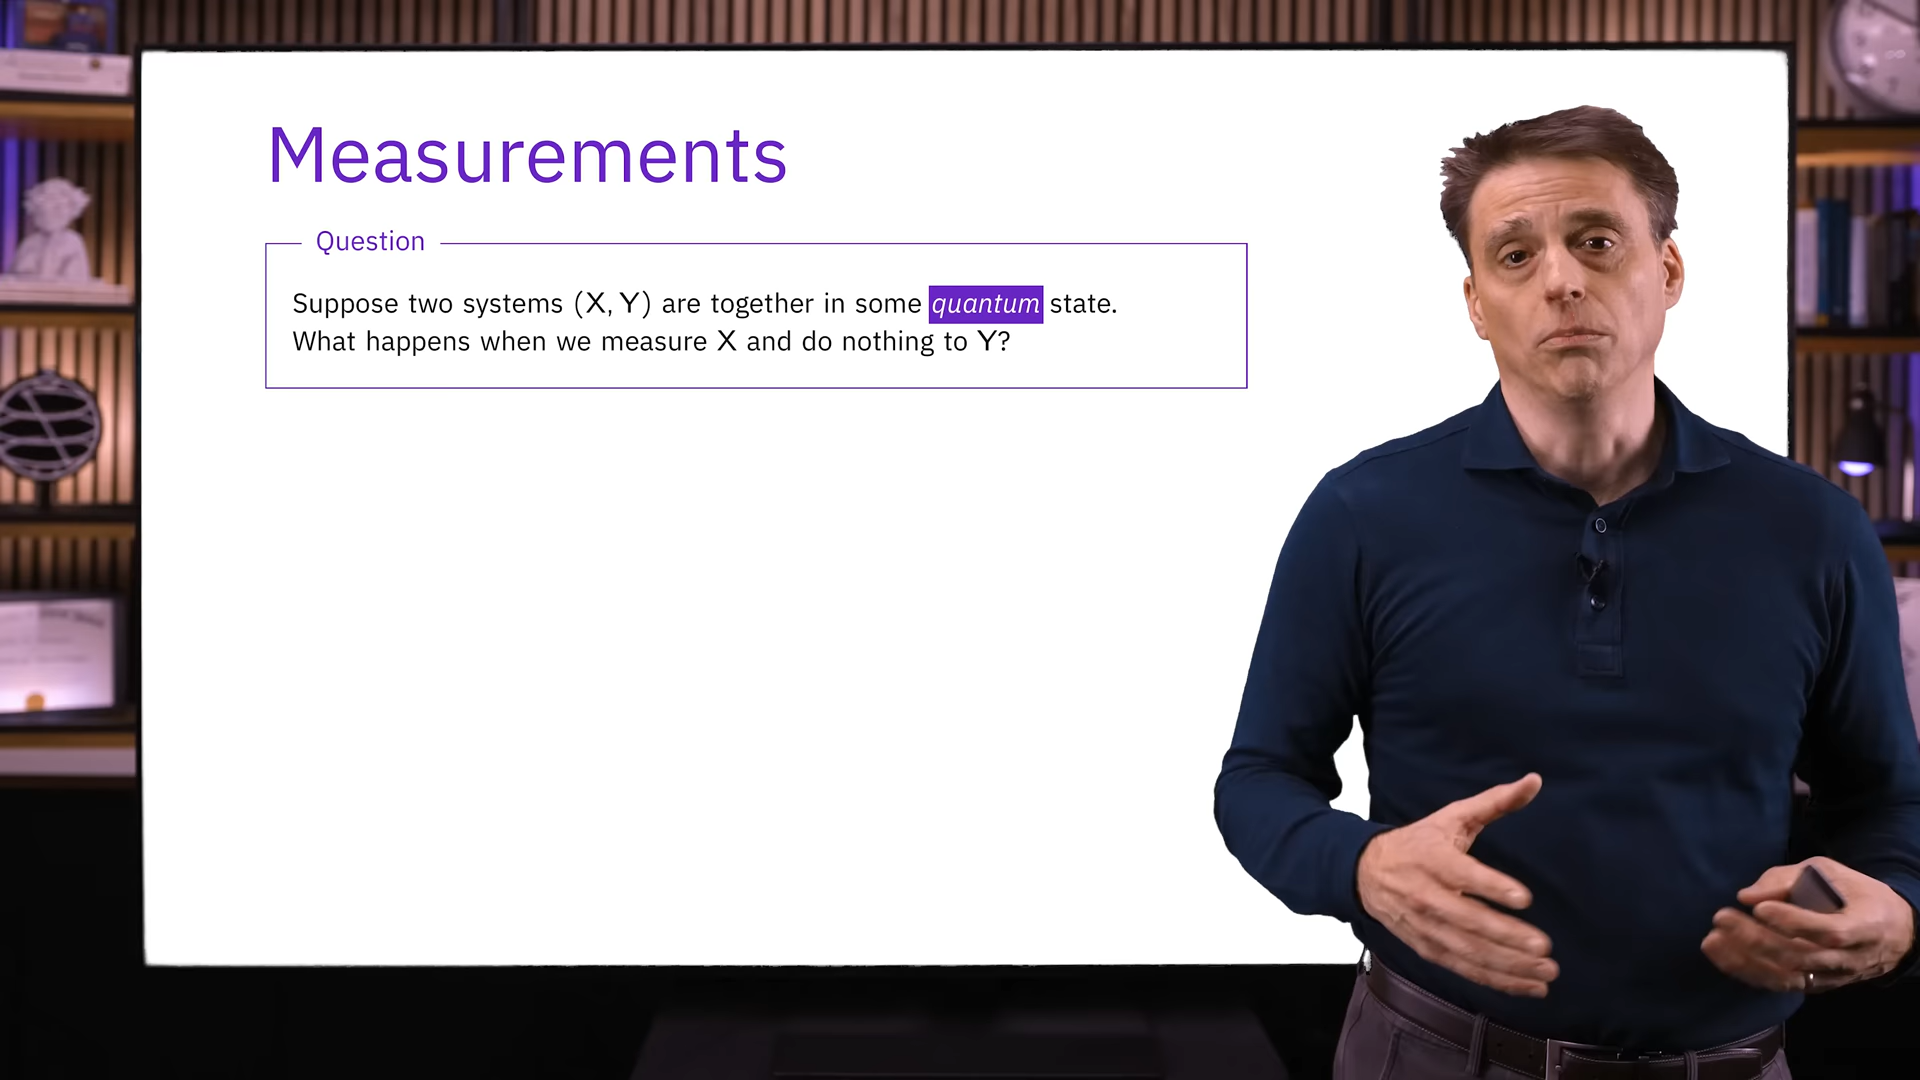 Measurements
Question
Suppose two systems (X, Y) are together in some quantum state.
What happens when we measure X and do nothing to Y?